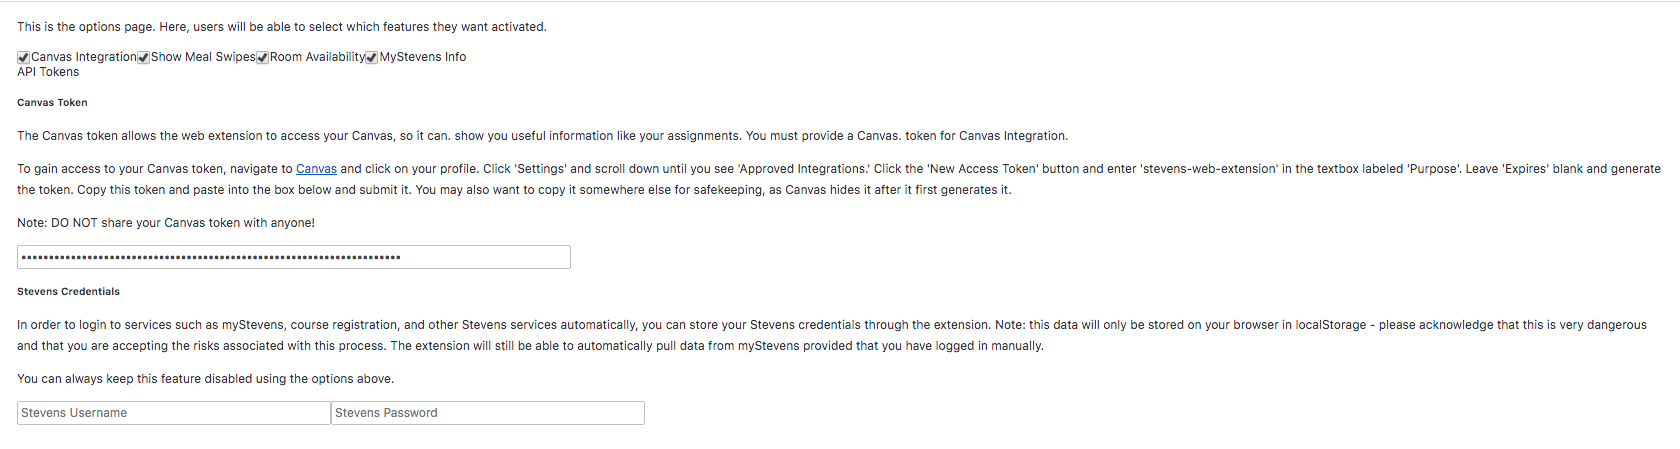 This is the options page. Here, users will be able to select which features they want activated.
Canvas Integration Show Meal Swipes Room Availability MyStevens Info
API Tokens
Canvas Token
The Canvas token allows the web extension to access your Canvas, so it can. show you useful information like your assignments. You must provide a Canvas. token for Canvas Integration.
To gain access to your Canvas token, navigate to Canvas and click on your profile. Click 'Settings' and scroll down until you see 'Approved Integrations.' Click the 'New Access Token' button and enter 'stevens-web-extension' in the textbox labeled 'Purpose'. Leave 'Expires' blank and generate
the token. Copy this token and paste into the box below and submit it. You may also want to copy it somewhere else for safekeeping, as Canvas hides it after it first generates it.
Note: DO NOT share your Canvas token with anyone!
Stevens Credentials
In order to login to services such as myStevens, course registration, and other Stevens services automatically, you can store your Stevens credentials through the extension. Note: this data will only be stored on your browser in localStorage - please acknowledge that this is very dangerous
and that you are accepting the risks associated with this process. The extension will still be able to automatically pull data from myStevens provided that you have logged in manually.
You can always keep this feature disabled using the options above.
Stevens Username Stevens Password